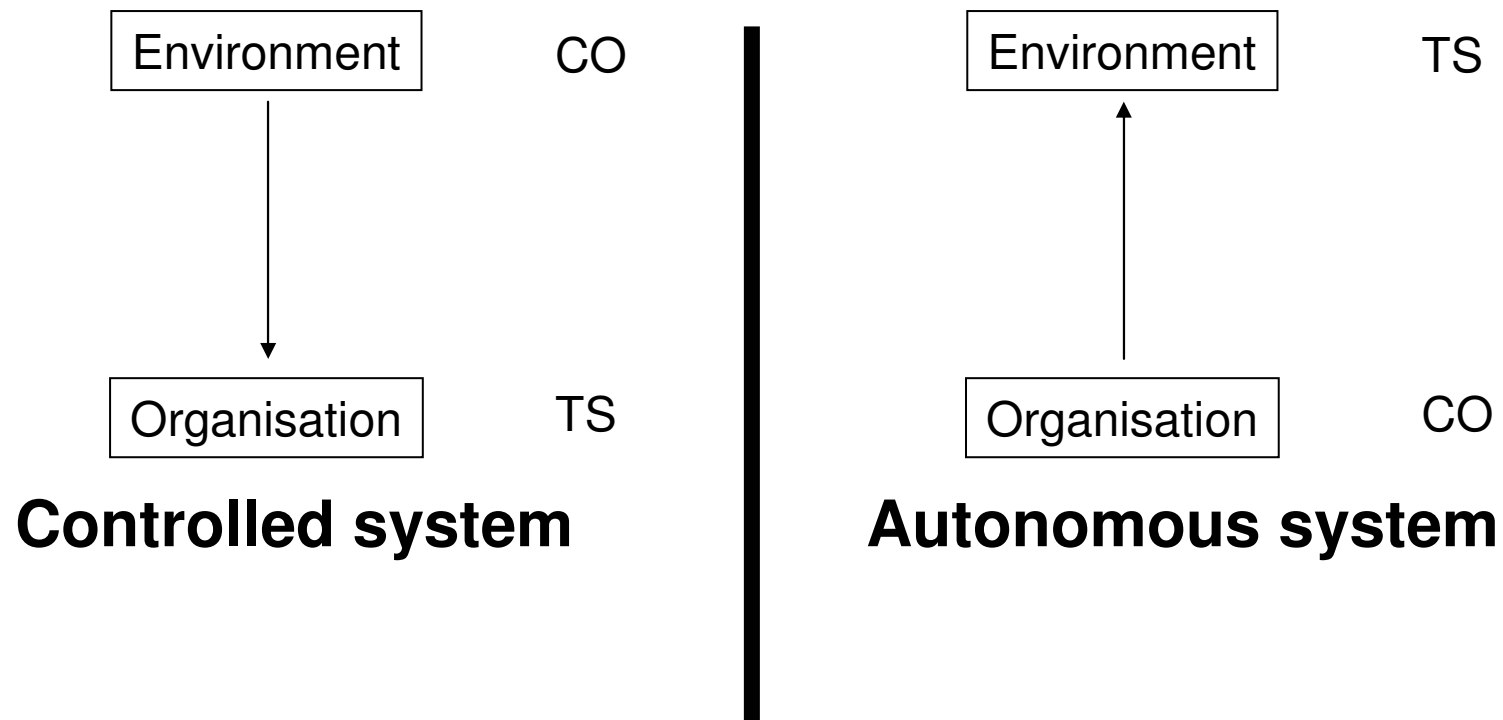 Environment
CO
Organisation
TS
Controlled system
Environment
TS
Organisation
CO
Autonomous system